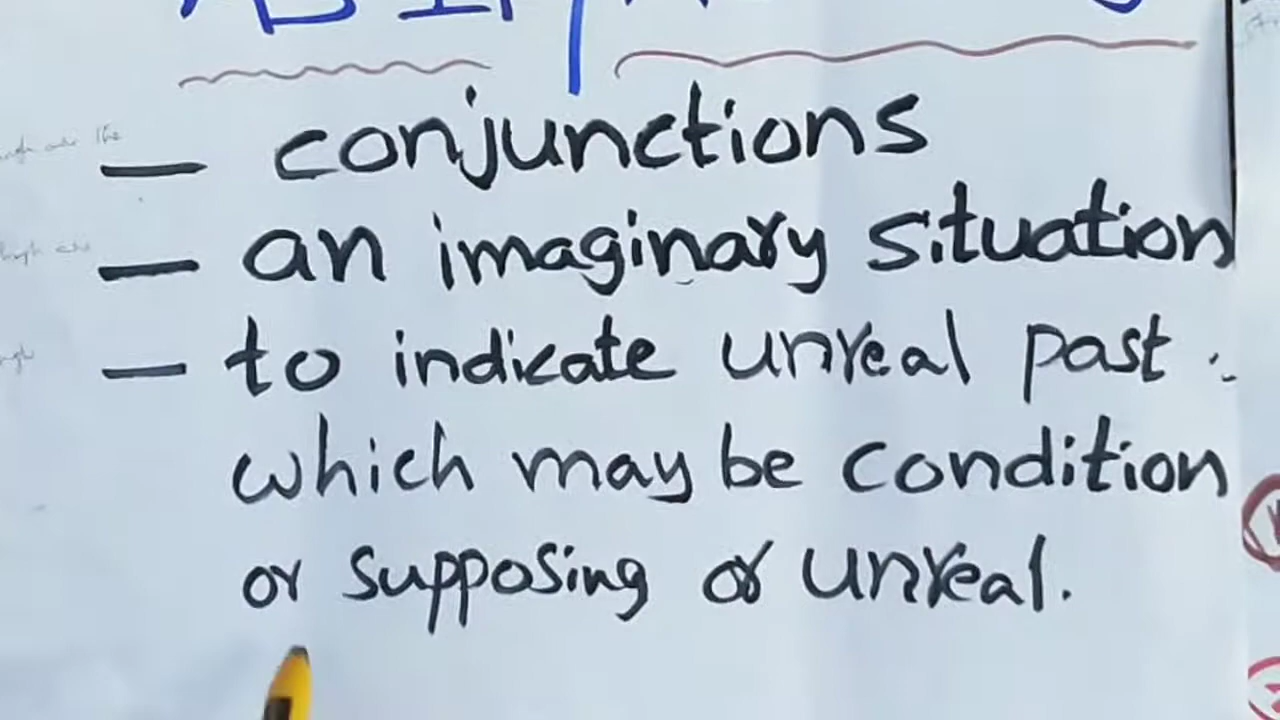 — conjunctions
— an imaginary situation
— to indicate unreal past :
which may be condition
or supposing or unreal.